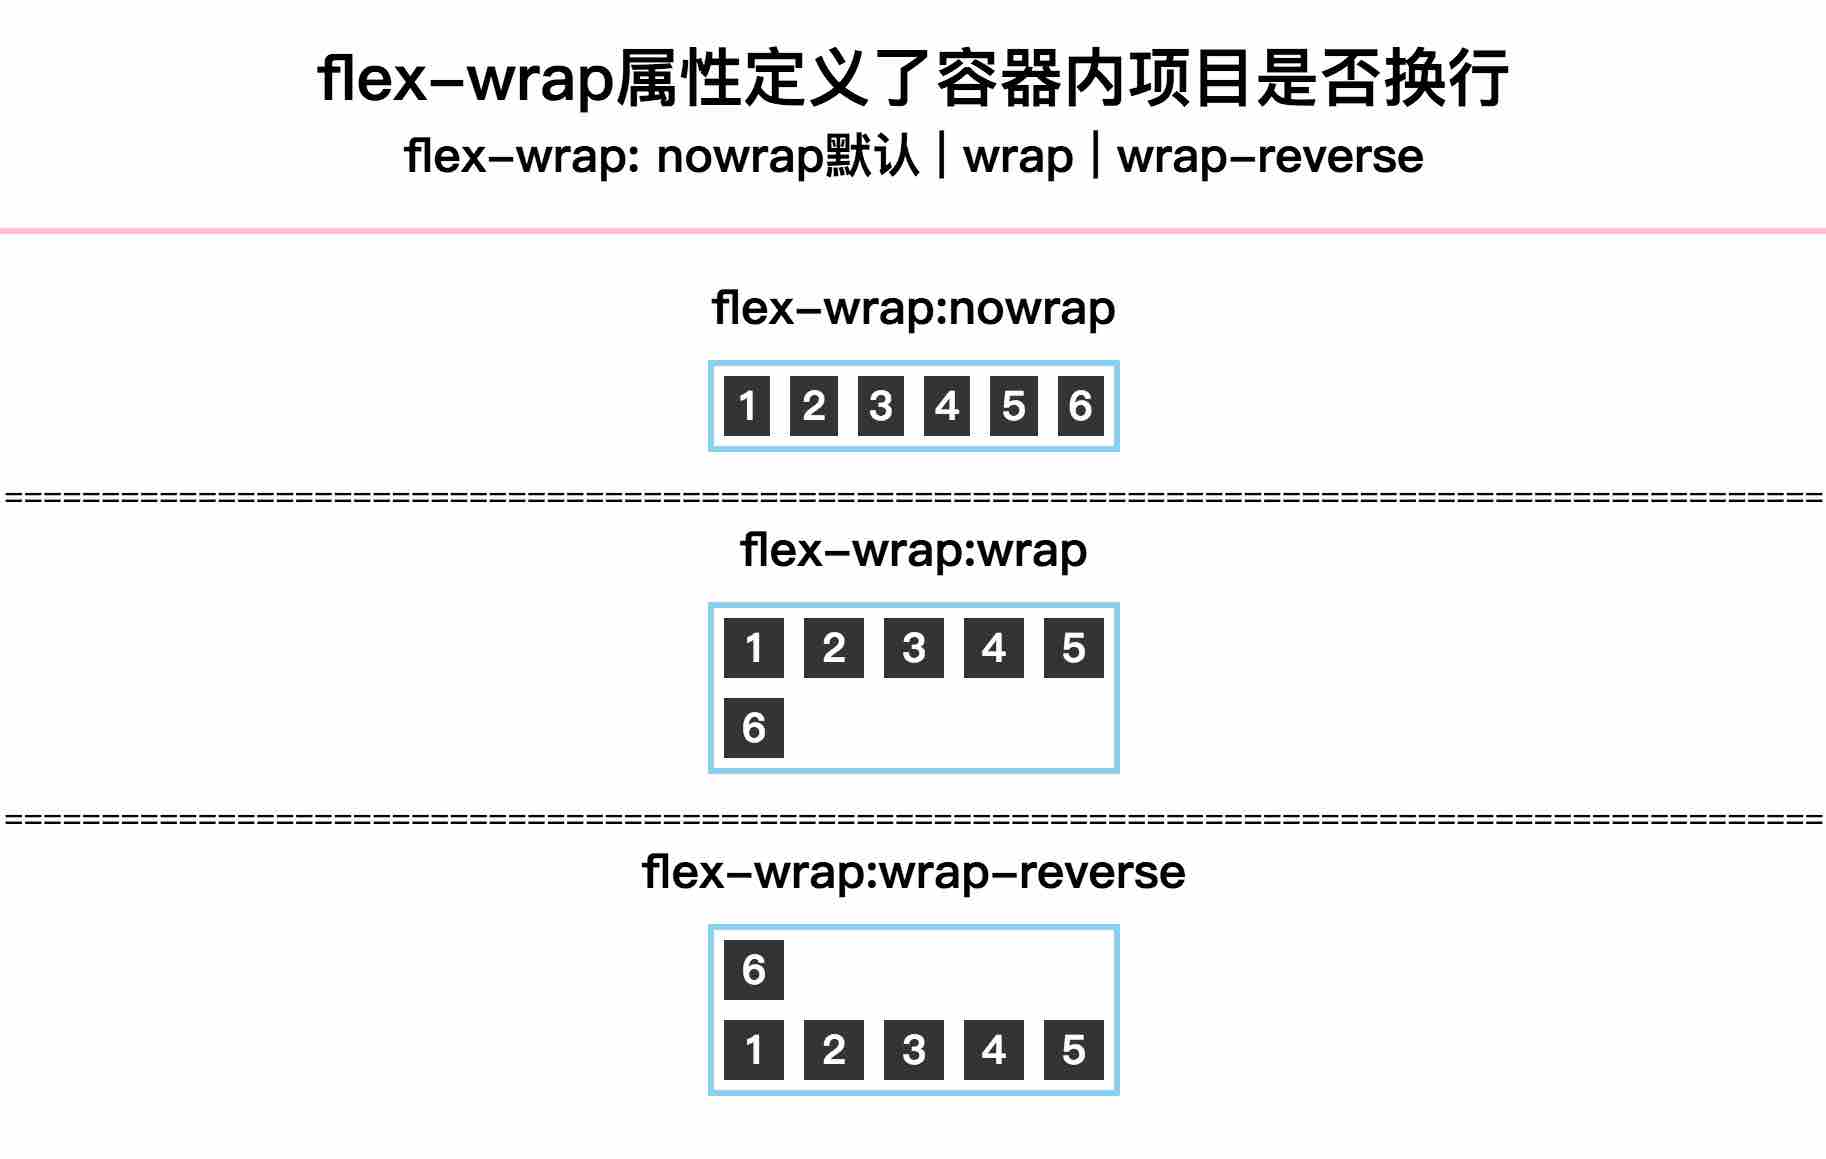 flex-wrap属性定义了容器内项目是否换行
flex-wrap: nowrap默认 | wrap | wrap-reverse
flex-wrap:nowrap
1 2 3 4 5 6
==============================================================================================
flex-wrap:wrap
1 2 3 4 5
6
==============================================================================================
flex-wrap:wrap-reverse
6
1 2 3 4 5